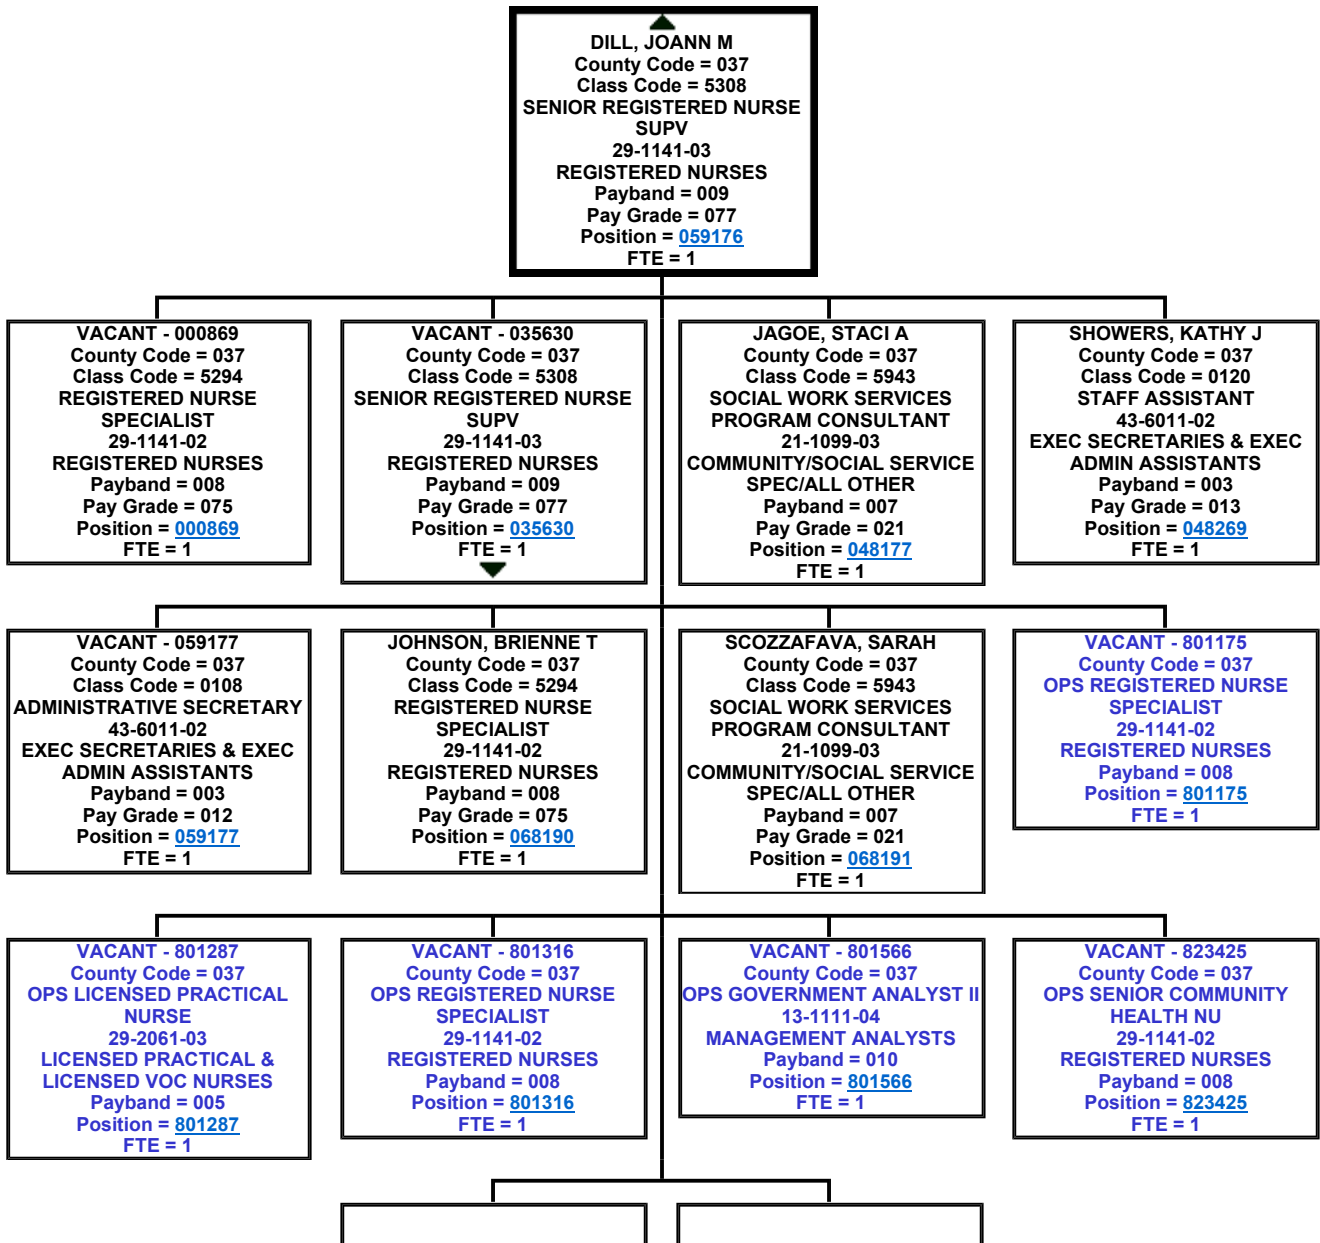 DILL, JOANN M
County Code = 037
Class Code = 5308
SENIOR REGISTERED NURSE
SUPV
29-1141-03
REGISTERED NURSES
Payband = 009
Pay Grade = 077
Position = 059176
FTE = 1
VACANT - 000869
County Code = 037
Class Code = 5294
REGISTERED NURSE
SPECIALIST
29-1141-02
REGISTERED NURSES
Payband = 008
Pay Grade = 075
Position = 000869
FTE = 1
VACANT - 035630
County Code = 037
Class Code = 5308
SENIOR REGISTERED NURSE
SUPV
29-1141-03
REGISTERED NURSES
Payband = 009
Pay Grade = 077
Position = 035630
FTE = 1
JAGOE, STACI A
County Code = 037
Class Code = 5943
SOCIAL WORK SERVICES
PROGRAM CONSULTANT
21-1099-03
COMMUNITY/SOCIAL SERVICE
SPEC/ALL OTHER
Payband = 007
Pay Grade = 021
Position = 048177
FTE = 1
SHOWERS, KATHY J
County Code = 037
Class Code = 0120
STAFF ASSISTANT
43-6011-02
EXEC SECRETARIES & EXEC
ADMIN ASSISTANTS
Payband = 003
Pay Grade = 013
Position = 048269
FTE = 1
VACANT - 059177
County Code = 037
Class Code = 0108
ADMINISTRATIVE SECRETARY
43-6011-02
EXEC SECRETARIES & EXEC
ADMIN ASSISTANTS
Payband = 003
Pay Grade = 012
Position = 059177
FTE = 1
JOHNSON, BRIENNE T
County Code = 037
Class Code = 5294
REGISTERED NURSE
SPECIALIST
29-1141-02
REGISTERED NURSES
Payband = 008
Pay Grade = 075
Position = 068190
FTE = 1
SCOZZAFAVA, SARAH
County Code = 037
Class Code = 5943
SOCIAL WORK SERVICES
PROGRAM CONSULTANT
21-1099-03
COMMUNITY/SOCIAL SERVICE
SPEC/ALL OTHER
Payband = 007
Pay Grade = 021
Position = 068191
FTE = 1
VACANT - 801175
County Code = 037
OPS REGISTERED NURSE
SPECIALIST
29-1141-02
REGISTERED NURSES
Payband = 008
Position = 801175
FTE = 1
VACANT - 801287
County Code = 037
OPS LICENSED PRACTICAL
NURSE
29-2061-03
LICENSED PRACTICAL &
LICENSED VOC NURSES
Payband = 005
Position = 801287
FTE = 1
VACANT - 801316
County Code = 037
OPS REGISTERED NURSE
SPECIALIST
29-1141-02
REGISTERED NURSES
Payband = 008
Position = 801316
FTE = 1
VACANT - 801566
County Code = 037
OPS GOVERNMENT ANALYST II
13-1111-04
MANAGEMENT ANALYSTS
Payband = 010
Position = 801566
FTE = 1
VACANT - 823425
County Code = 037
OPS SENIOR COMMUNITY
HEALTH NU
29-1141-02
REGISTERED NURSES
Payband = 008
Position = 823425
FTE = 1